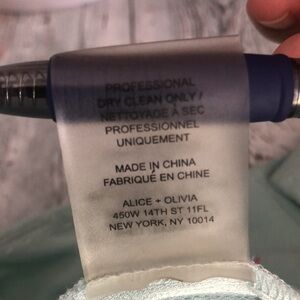 PROFESSIONAL
DRY CLEAN ONLY /
NETTOYAGE À SEC
PROFESSIONNEL
UNIQUEMENT
MADE IN CHINA
FABRIQUÉ EN CHINE
ALICE + OLIVIA
450W 14TH ST 11FL
NEW YORK, NY 10014